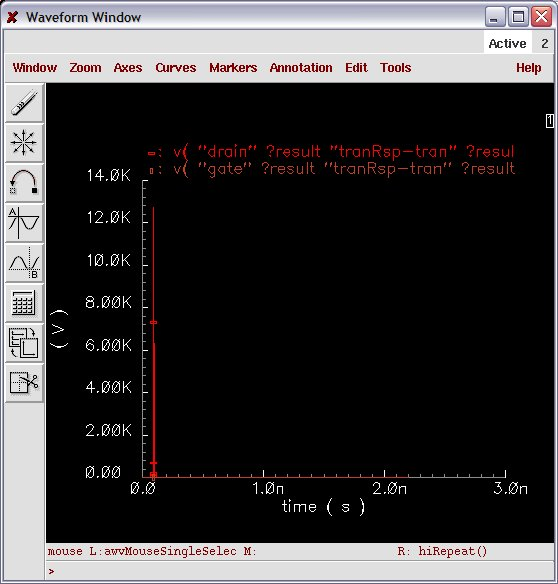 Waveform Window
Active 2
Window Zoom Axes Curves Markers Annotation Edit Tools Help
1
: v( "drain" ?result "tranRsp-tran" ?resul
: v( "gate" ?result "tranRsp-tran" ?result
A
B
14.0K
12.0K
10.0K
8.00K
6.00K
4.00K
2.00K
0.00
( V )
0.0 1.0n 2.0n 3.0n
time ( s )
mouse L:awvMouseSingleSelec M: R: hiRepeat()
>